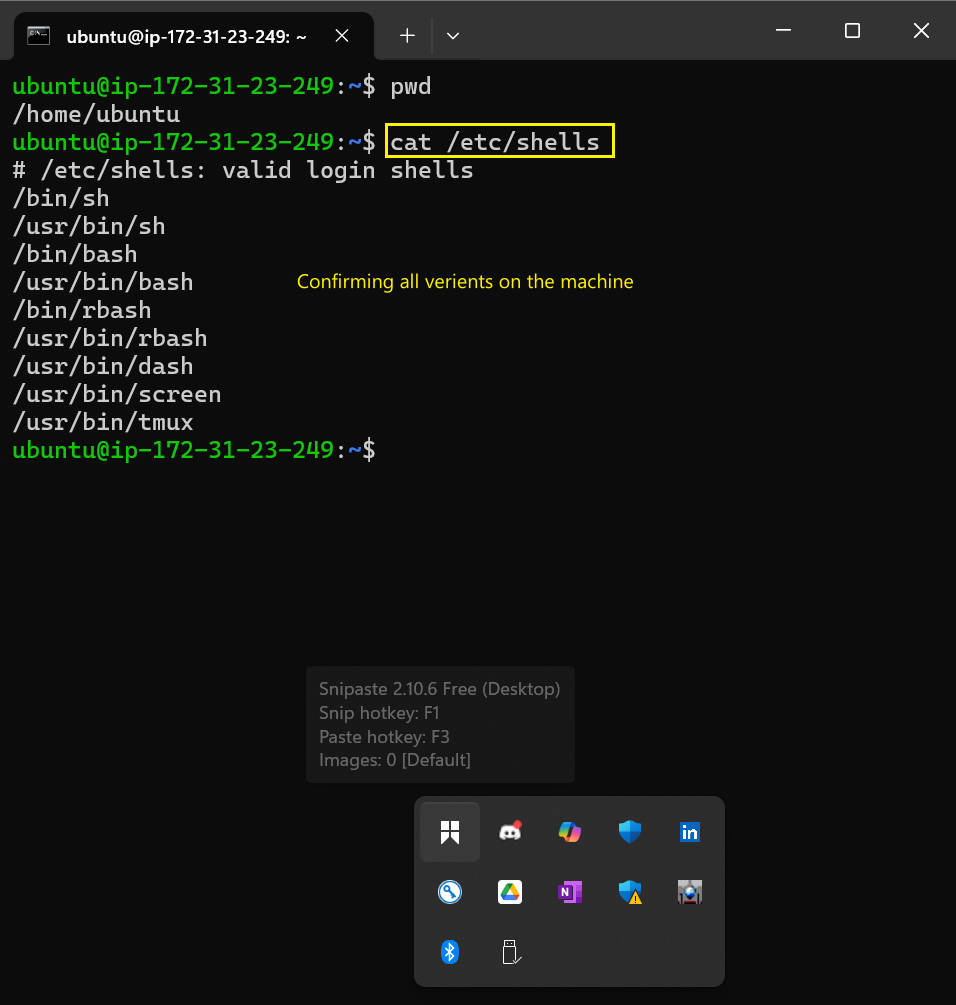 ubuntu@ip-172-31-23-249: ~
ubuntu@ip-172-31-23-249:~$ pwd
/home/ubuntu
ubuntu@ip-172-31-23-249:~$ cat /etc/shells
# /etc/shells: valid login shells
/bin/sh
/usr/bin/sh
/bin/bash
/usr/bin/bash
Confirming all verients on the machine
/bin/rbash
/usr/bin/rbash
/usr/bin/dash
/usr/bin/screen
/usr/bin/tmux
ubuntu@ip-172-31-23-249:~$
Snipaste 2.10.6 Free (Desktop)
Snip hotkey: F1
Paste hotkey: F3
Images: 0 [Default]
in
N